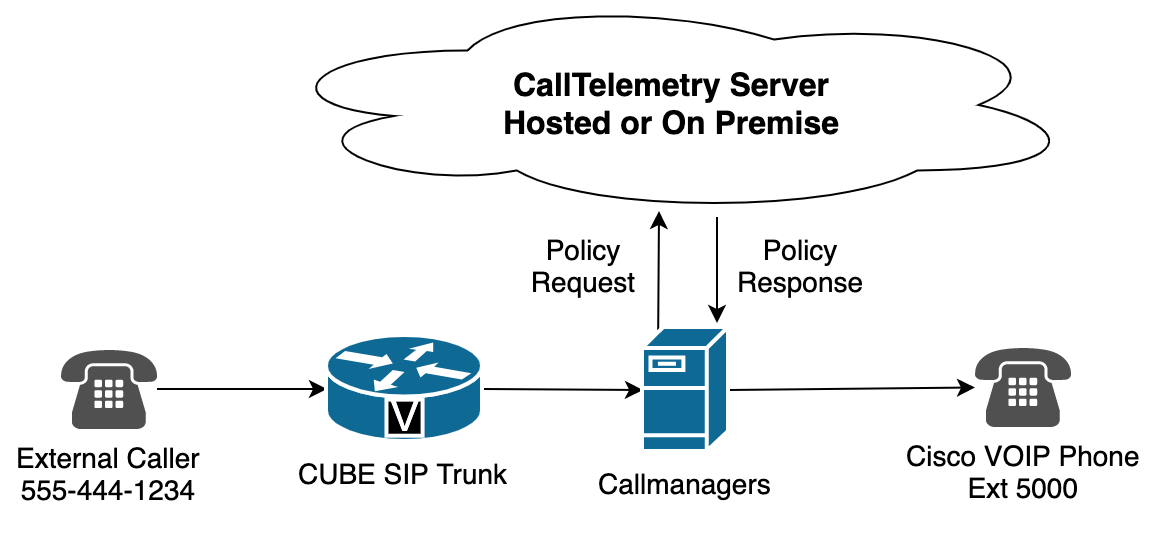 CallTelemetry Server
Hosted or On Premise
Policy
Request
Policy
Response
V
External Caller
555-444-1234
CUBE SIP Trunk
Callmanagers
Cisco VOIP Phone
Ext 5000